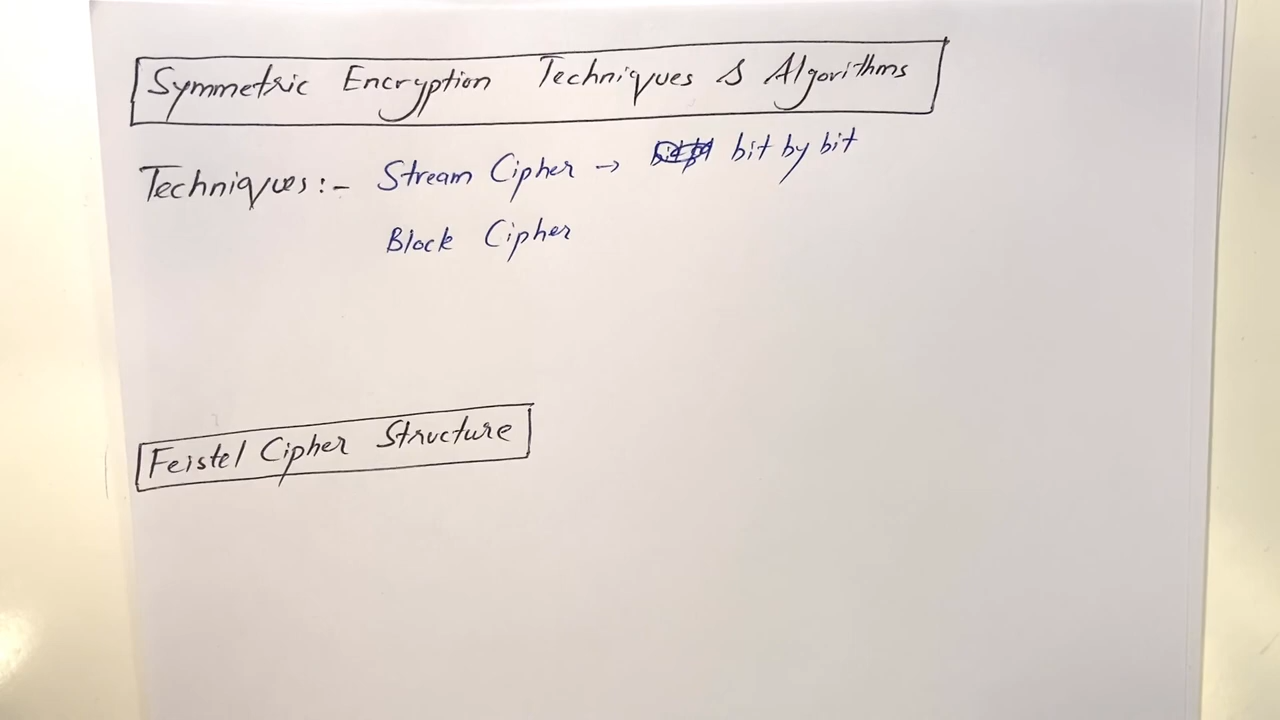 Symmetric Encryption Techniques & Algorithms
Techniques :- Stream Cipher → bit by bit
Block Cipher
Feistel Cipher Structure